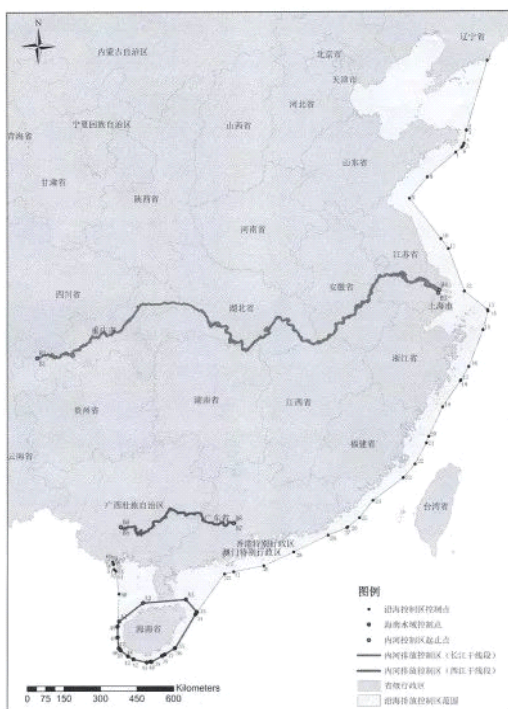 N
辽宁省
内蒙古自治区
北京市
天津市
河北省
宁夏回族自治区
山西省
青海省
山东省
甘肃省
陕西省
河南省
江苏省
四川省
湖北省
安徽省
上海市
重庆市
浙江省
贵州省
湖南省
江西省
云南省
福建省
广西壮族自治区
广东省
台湾省
香港特别行政区
澳门特别行政区
海南省
图例
沿海控制区控制点
海南水域控制点
内河控制区起止点
内河排放控制区（长江干线段）
内河排放控制区（西江干线段）
省级行政区
沿海排放控制区范围
Kilometers
0 75 150 300 450 600